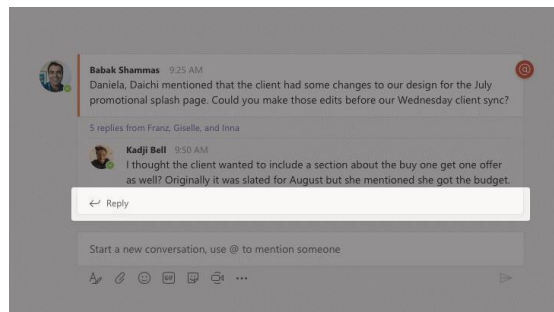 Babak Shammas 9:25 AM
@
Daniela, Daichi mentioned that the client had some changes to our design for the July
promotional splash page. Could you make those edits before our Wednesday client sync?
5 replies from Franz, Giselle, and Inna
Kadji Bell 9:50 AM
I thought the client wanted to include a section about the buy one get one offer
as well? Originally it was slated for August but she mentioned she got the budget.
Reply
Start a new conversation, use @ to mention someone
GIF